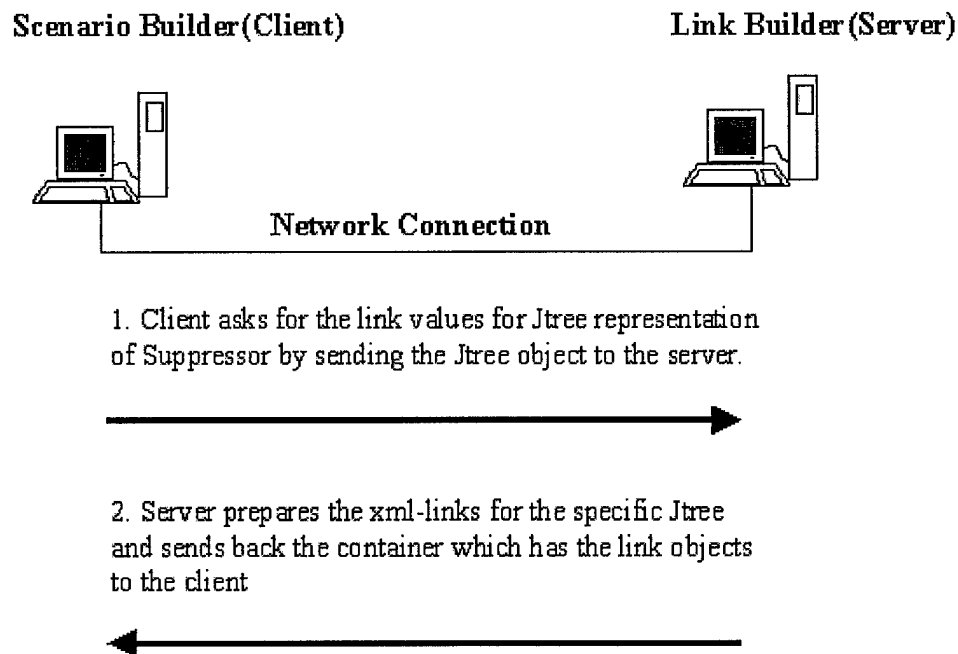 Scenario Builder(Client)
Link Builder(Server)
Network Connection
1. Client asks for the link values for Jtree representation
of Suppressor by sending the Jtree object to the server.
2. Server prepares the xml-links for the specific Jtree
and sends back the container which has the link objects
to the client